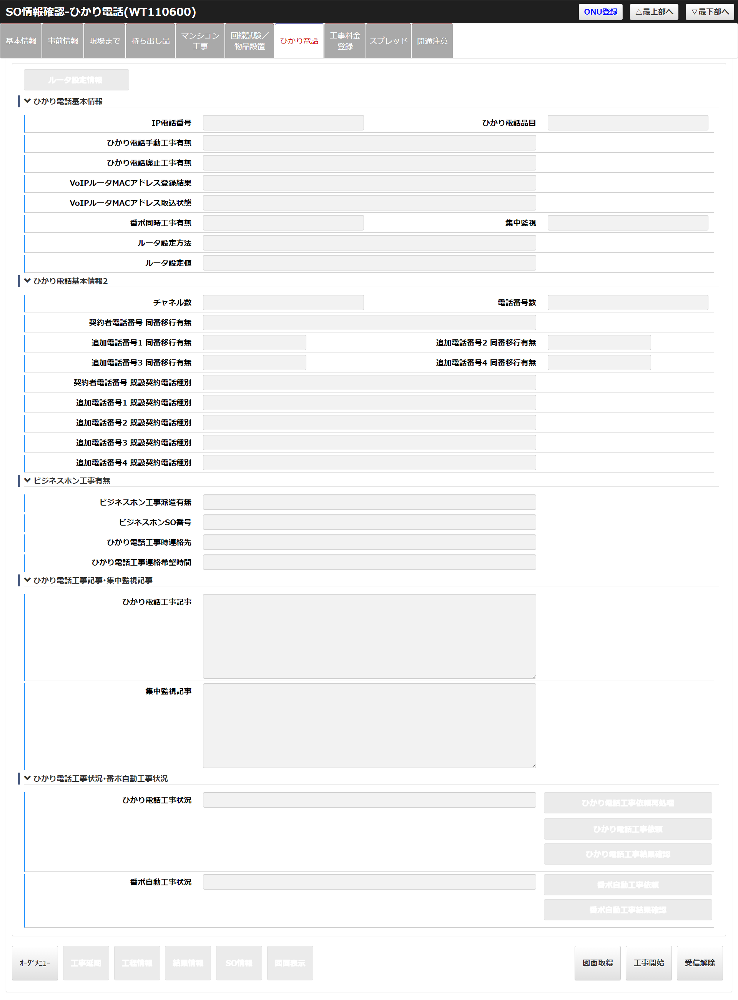 SO情報確認-ひかり電話(WT110600)
ONU登録 △最上部へ ▽最下部へ
基本情報 事前情報 現場まで 持ち出し品 マンション工事 回線試験／物品設置 ひかり電話 工事料金登録 スプレッド 開通注意
ルータ設定情報
ひかり電話基本情報
IP電話番号 ひかり電話品目
ひかり電話手動工事有無
ひかり電話廃止工事有無
VoIPルータMACアドレス登録結果
VoIPルータMACアドレス取込状態
番ポ同時工事有無 集中監視
ルータ設定方法
ルータ設定値
ひかり電話基本情報2
チャネル数 電話番号数
契約者電話番号 同番移行有無
追加電話番号1 同番移行有無 追加電話番号2 同番移行有無
追加電話番号3 同番移行有無 追加電話番号4 同番移行有無
契約者電話番号 既設契約電話種別
追加電話番号1 既設契約電話種別
追加電話番号2 既設契約電話種別
追加電話番号3 既設契約電話種別
追加電話番号4 既設契約電話種別
ビジネスホン工事有無
ビジネスホン工事派遣有無
ビジネスホンSO番号
ひかり電話工事時連絡先
ひかり電話工事連絡希望時間
ひかり電話工事記事・集中監視記事
ひかり電話工事記事
集中監視記事
ひかり電話工事状況・番ポ自動工事状況
ひかり電話工事状況 ひかり電話工事依頼再処理
ひかり電話工事依頼
ひかり電話工事結果確認
番ポ自動工事状況 番ポ自動工事依頼
番ポ自動工事結果確認
ｵｰﾀﾞﾒﾆｭｰ 工事延期 工程情報 結果情報 SO情報 図面表示 図面取得 工事開始 受信解除